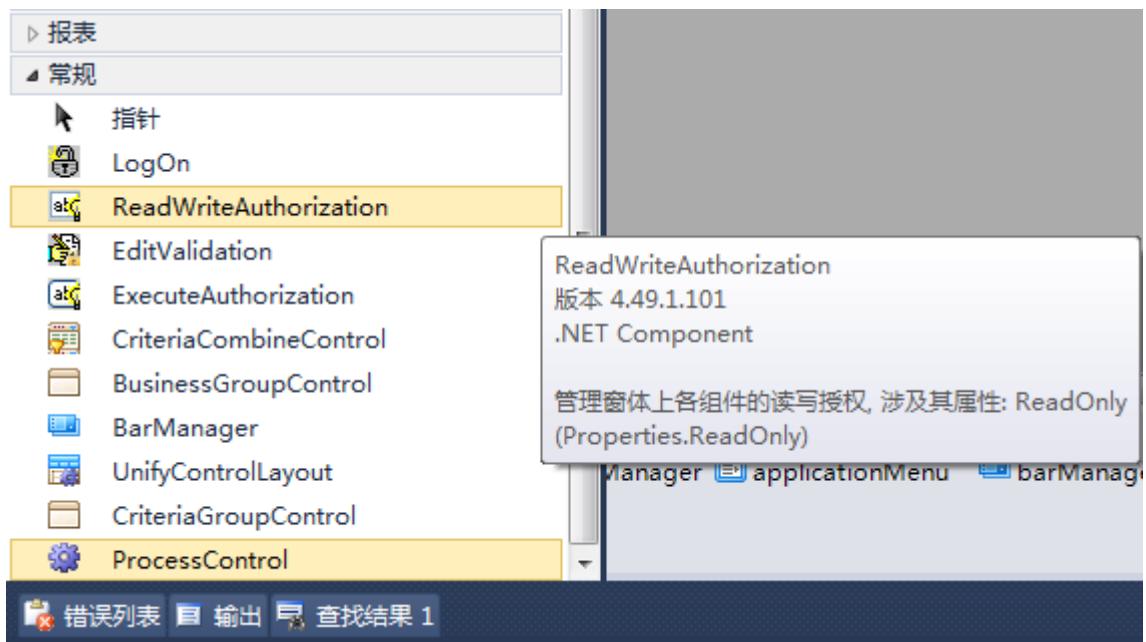 报表
常规
指针
LogOn
ReadWriteAuthorization
EditValidation
ExecuteAuthorization
CriteriaCombineControl
BusinessGroupControl
BarManager
UnifyControlLayout
CriteriaGroupControl
ProcessControl
ReadWriteAuthorization
版本 4.49.1.101
.NET Component
管理窗体上各组件的读写授权, 涉及其属性: ReadOnly
(Properties.ReadOnly)
Manager applicationMenu barManage
错误列表 输出 查找结果 1